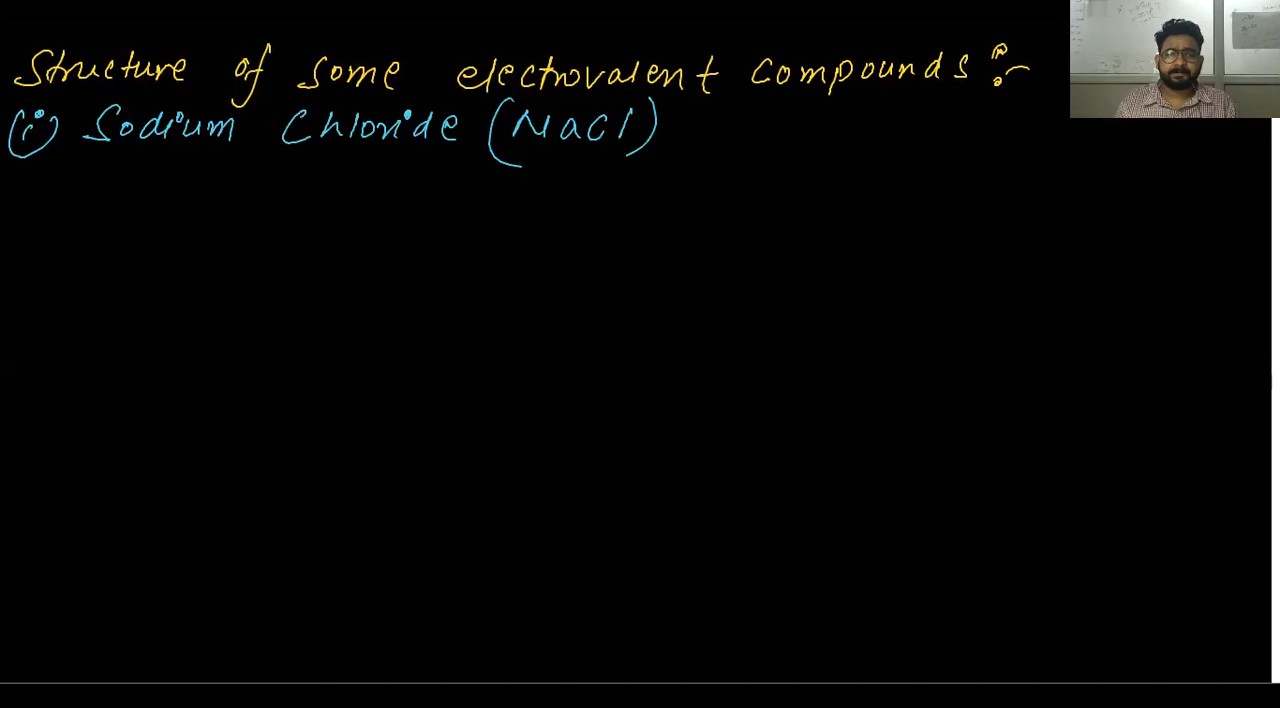 Structure of some electrovalent compounds :-
(i) Sodium Chloride (NaCl)